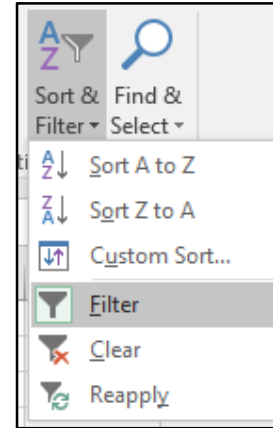 Sort & Find &
Filter Select
Sort A to Z
Sort Z to A
Custom Sort...
Filter
Clear
Reapply